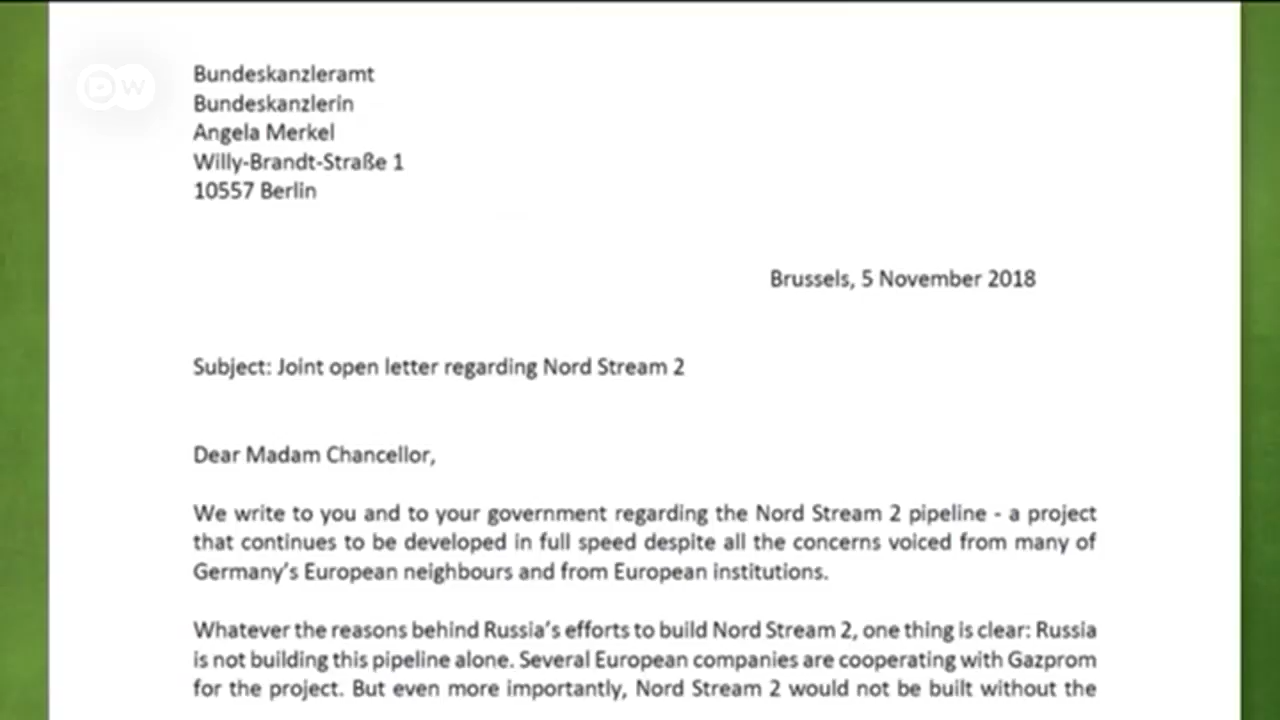 DW
Bundeskanzleramt
Bundeskanzlerin
Angela Merkel
Willy-Brandt-Straße 1
10557 Berlin
Brussels, 5 November 2018
Subject: Joint open letter regarding Nord Stream 2
Dear Madam Chancellor,
We write to you and to your government regarding the Nord Stream 2 pipeline - a project
that continues to be developed in full speed despite all the concerns voiced from many of
Germany's European neighbours and from European institutions.
Whatever the reasons behind Russia's efforts to build Nord Stream 2, one thing is clear: Russia
is not building this pipeline alone. Several European companies are cooperating with Gazprom
for the project. But even more importantly, Nord Stream 2 would not be built without the